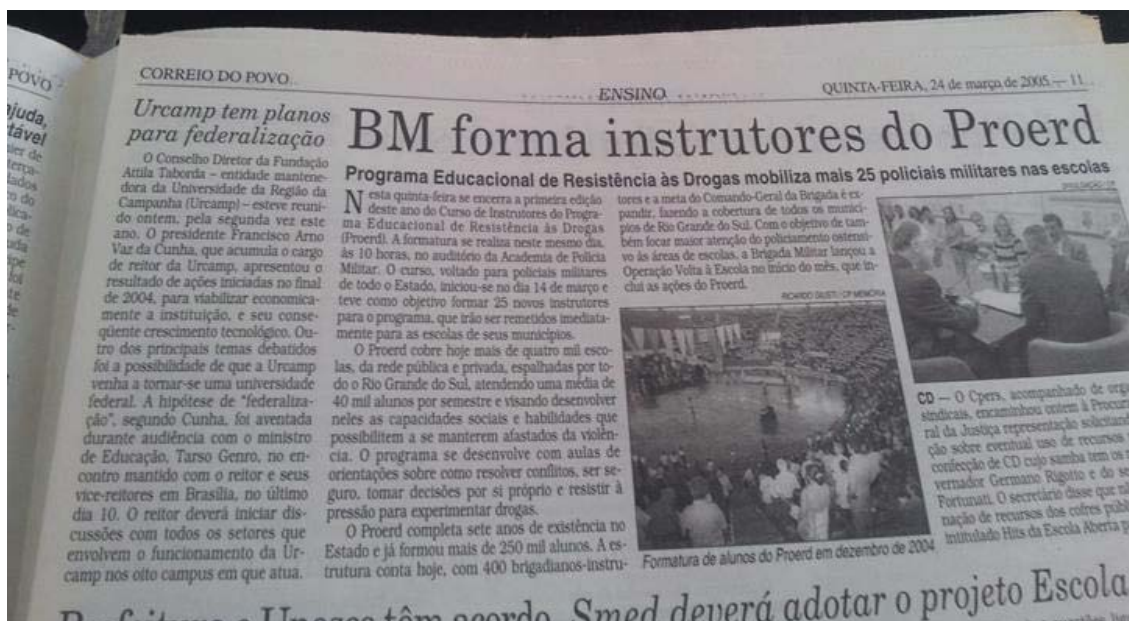 POVO
ajuda,
CORREIO DO POVO
ENSINO
QUINTA-FEIRA, 24 de março de 2005 — 11
Urcamp tem planos
para federalização
O Conselho Diretor da Fundação
Attila Taborda – entidade mantene-
dora da Universidade da Região da
Campanha (Urcamp) – esteve reuni-
do ontem, pela segunda vez este
ano. O presidente Francisco Arno
Vaz da Cunha, que acumula o cargo
de reitor da Urcamp, apresentou o
resultado de ações iniciadas no final
de 2004, para viabilizar economica-
mente a instituição, e seu conse-
qüente crescimento tecnológico. Ou-
tro dos principais temas debatidos
foi a possibilidade de que a Urcamp
venha a tornar-se uma universidade
federal. A hipótese de "federaliza-
ção", segundo Cunha, foi aventada
durante audiência com o ministro
de Educação, Tarso Genro, no en-
contro mantido com o reitor e seus
vice-reitores em Brasília, no último
dia 10. O reitor deverá iniciar dis-
cussões com todos os setores que
envolvem o funcionamento da Ur-
camp nos oito campus em que atua.
BM forma instrutores do Proerd
Programa Educacional de Resistência às Drogas mobiliza mais 25 policiais militares nas escolas
Nesta quinta-feira se encerra a primeira edição
deste ano do Curso de Instrutores do Progra-
ma Educacional de Resistência às Drogas
(Proerd). A formatura se realiza neste mesmo dia,
às 10 horas, no auditório da Academia de Polícia
Militar. O curso, voltado para policiais militares
de todo o Estado, iniciou-se no dia 14 de março e
teve como objetivo formar 25 novos instrutores
para o programa, que irão ser remetidos imediata-
mente para as escolas de seus municípios.
O Proerd cobre hoje mais de quatro mil esco-
las, da rede pública e privada, espalhadas por to-
do o Rio Grande do Sul, atendendo uma média de
40 mil alunos por semestre e visando desenvolver
neles as capacidades sociais e habilidades que
possibilitem a se manterem afastados da violên-
cia. O programa se desenvolve com aulas de
orientações sobre como resolver conflitos, ser se-
guro, tomar decisões por si próprio e resistir à
pressão para experimentar drogas.
O Proerd completa sete anos de existência no
Estado e já formou mais de 250 mil alunos. A es-
trutura conta hoje, com 400 brigadianos-instru-
tores e a meta do Comando-Geral da Brigada é ex-
pandir, fazendo a cobertura de todos os municí-
pios de Rio Grande do Sul. Com o objetivo de tam-
bém focar maior atenção do policiamento ostensi-
vo às áreas de escolas, a Brigada Militar lançou a
Operação Volta à Escola no início do mês, que in-
clui as ações do Proerd.
RICARDO GIUSTI / CP MEMÓRIA
Formatura de alunos do Proerd em dezembro de 2004
DIVULGAÇÃO / CP
CD — O Cpers, acompanhado de
sindicais, encaminhou ontem à
ral da Justiça representação
ção sobre eventual uso de recursos
confecção de CD cujo samba tem os
vernador Germano Rigotto e do
Fortunati. O secretário disse que
nação de recursos dos cofres
intitulado Hits da Escola Aberta
Smed deverá adotar o projeto Escola